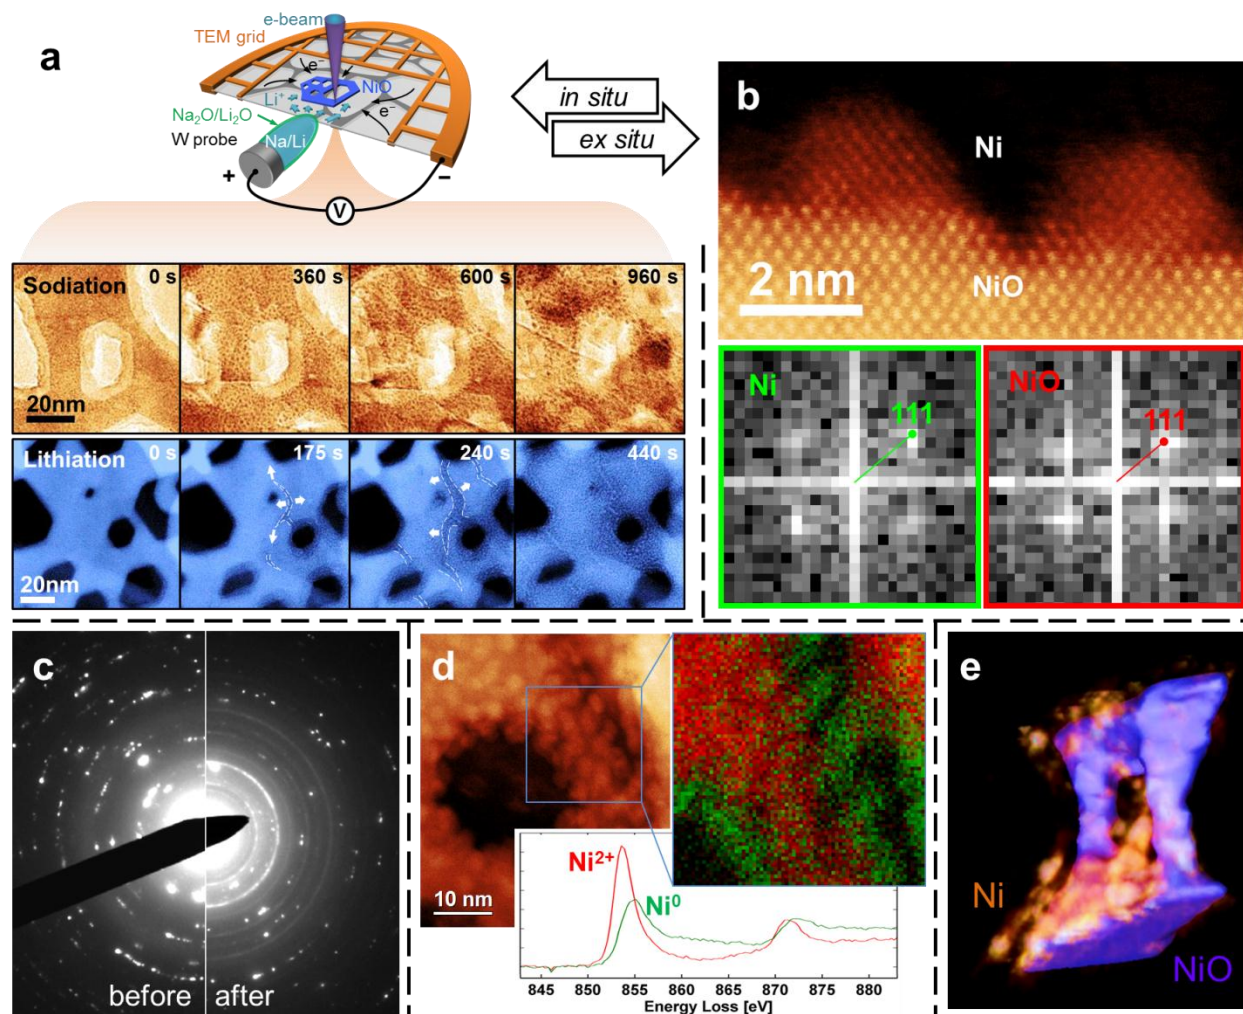 a
e-beam
TEM grid
e⁻
NiO
Li⁺
e⁻
Na₂O/Li₂O
W probe
Na/Li
+
−
V
in situ
ex situ
b
Ni
NiO
2 nm
Sodiation
0 s
360 s
600 s
960 s
20nm
Lithiation
0 s
175 s
240 s
440 s
20nm
Ni
111
NiO
111
c
before
after
d
10 nm
Ni²⁺
Ni⁰
845 850 855 860 865 870 875 880
Energy Loss [eV]
e
Ni
NiO